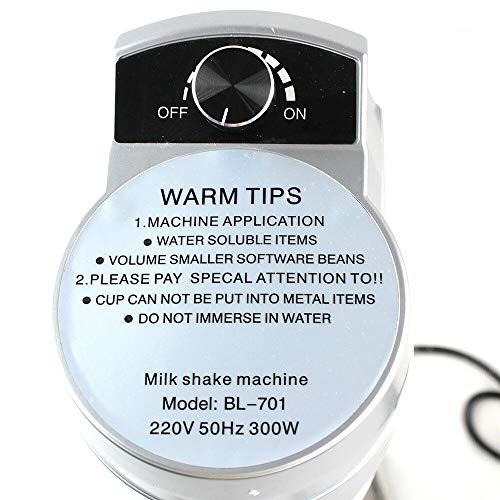 OFF ON
WARM TIPS
1.MACHINE APPLICATION
● WATER SOLUBLE ITEMS
● VOLUME SMALLER SOFTWARE BEANS
2.PLEASE PAY SPECAL ATTENTION TO!!
● CUP CAN NOT BE PUT INTO METAL ITEMS
● DO NOT IMMERSE IN WATER
Milk shake machine
Model: BL-701
220V 50Hz 300W